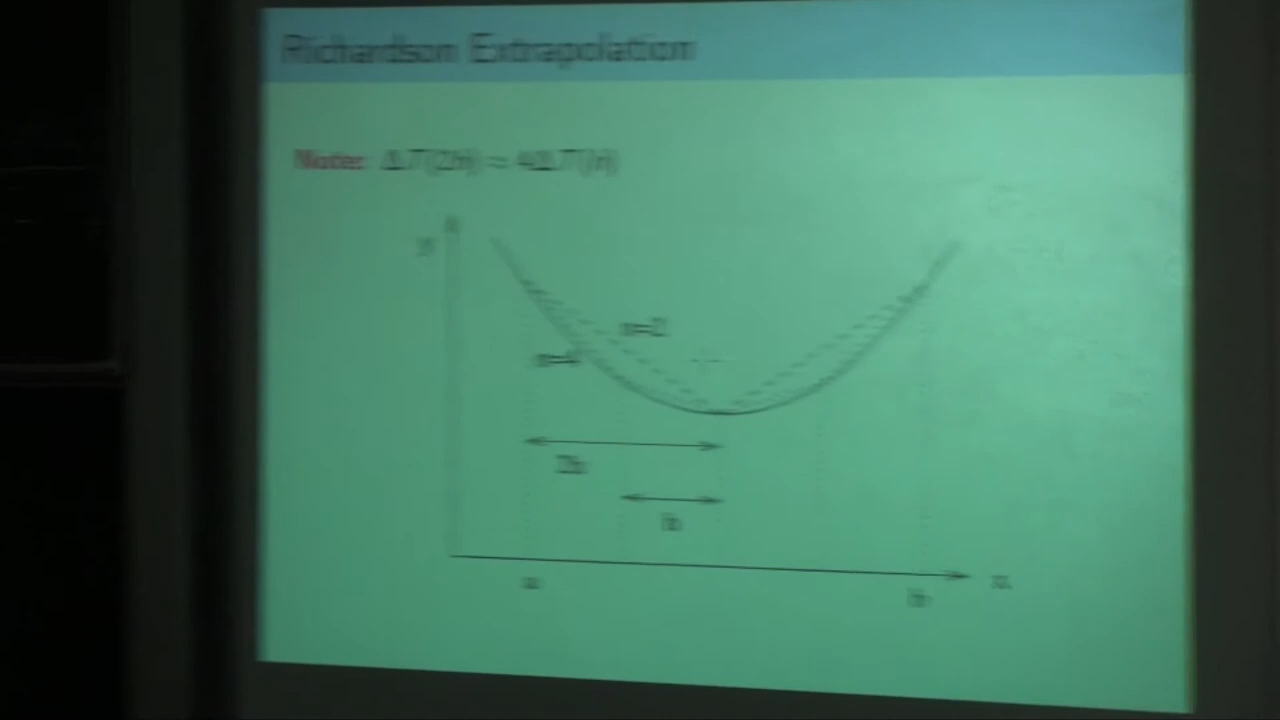 Richardson Extrapolation
Note: ΔT(2h) ≈ 4ΔT(h)
y
n=2
n=4
2h
h
a
b
x